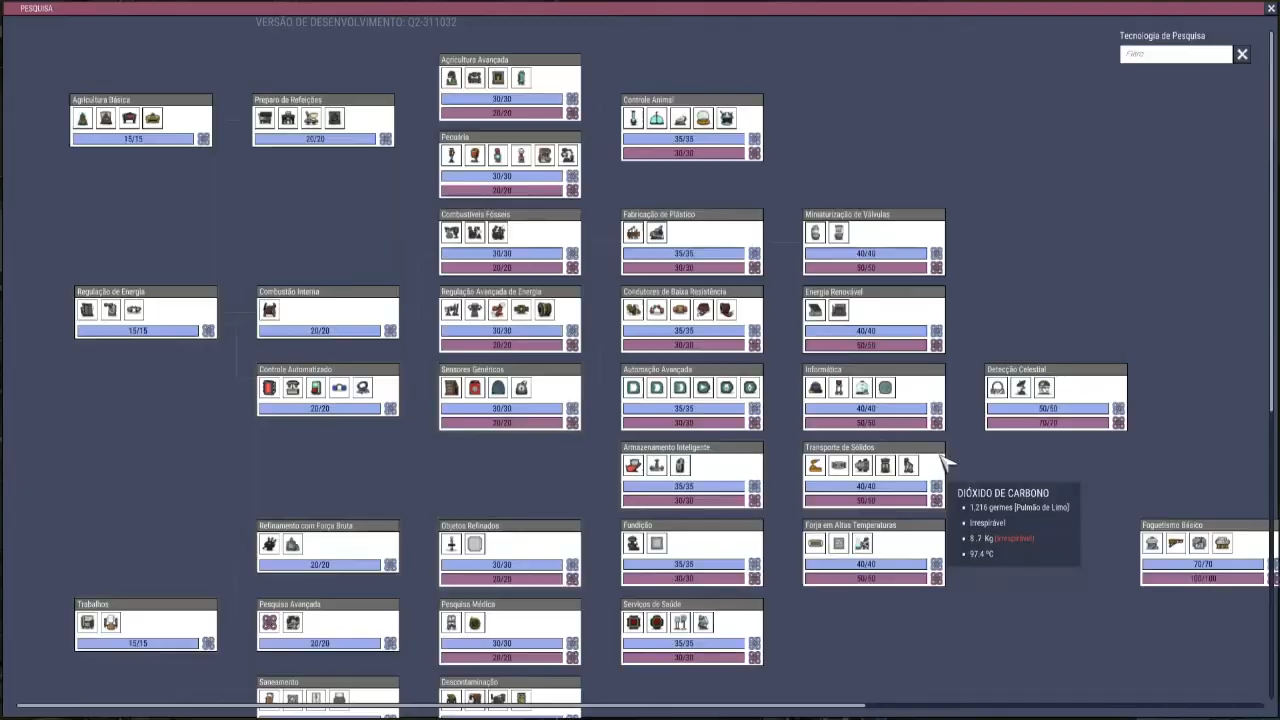 PESQUISA
VERSÃO DE DESENVOLVIMENTO: Q2-311032
Tecnologia de Pesquisa
Filtro
Agricultura Avançada
30/30
20/20
Agricultura Básica
15/15
Preparo de Refeições
20/20
Controle Animal
35/35
30/30
Pecuária
30/30
20/20
Combustíveis Fósseis
30/30
20/20
Fabricação de Plástico
35/35
30/30
Miniaturização de Válvulas
40/40
50/50
Regulação de Energia
15/15
Combustão Interna
20/20
Regulação Avançada de Energia
30/30
20/20
Condutores de Baixa Resistência
35/35
30/30
Energia Renovável
40/40
50/50
Controle Automatizado
20/20
Sensores Genéricos
30/30
20/20
Automação Avançada
35/35
30/30
Informática
40/40
50/50
Detecção Celestial
50/50
70/70
Armazenamento Inteligente
35/35
30/30
Transporte de Sólidos
40/40
50/50
DIÓXIDO DE CARBONO
• 1,216 germes [Pulmão de Limo]
• Irrespirável
• 8 .7 Kg (Irrespirável)
• 97.4 ºC
Refinamento com Força Bruta
20/20
Objetos Refinados
30/30
20/20
Fundição
35/35
30/30
Forja em Altas Temperaturas
40/40
50/50
Foguetismo Básico
70/70
100/100
Trabalhos
15/15
Pesquisa Avançada
20/20
Pesquisa Médica
30/30
20/20
Serviços de Saúde
35/35
30/30
Saneamento
Descontaminação